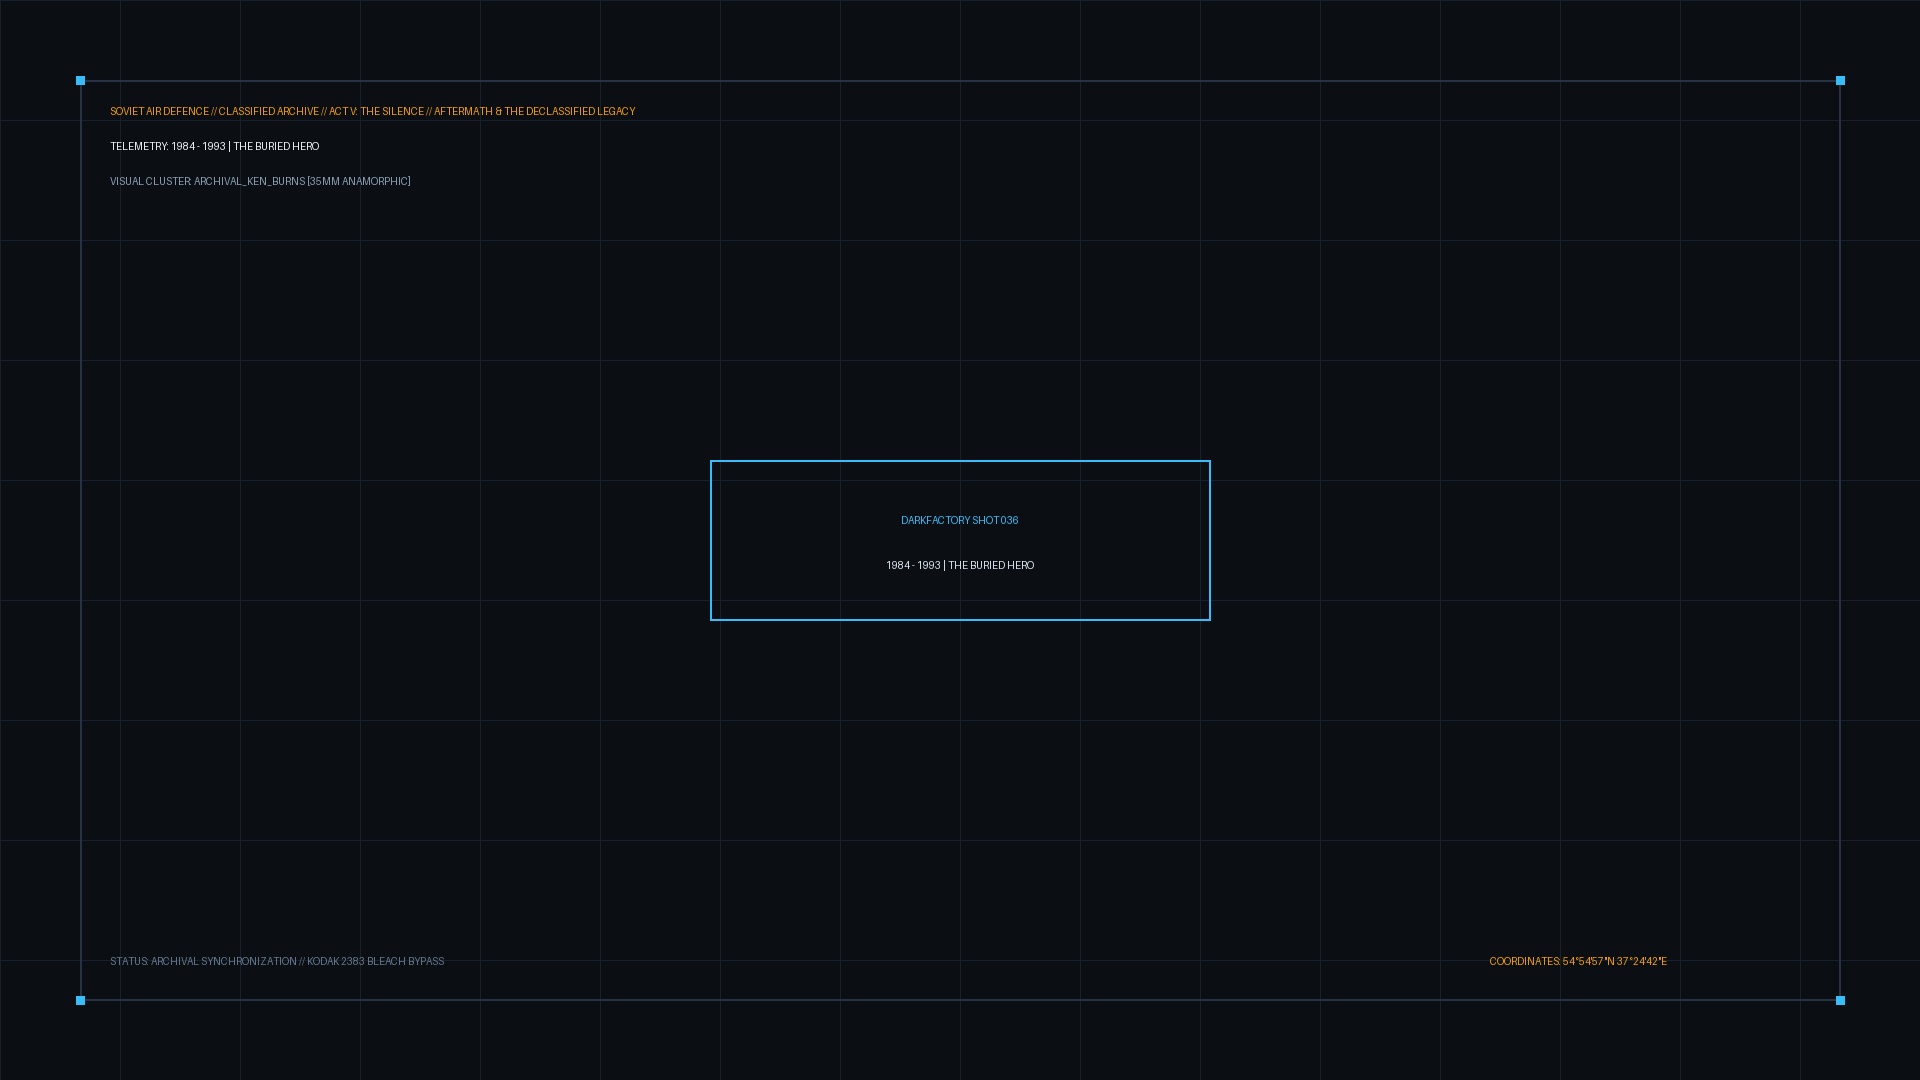 SOVIET AIR DEFENCE // CLASSIFIED ARCHIVE // ACT V: THE SILENCE // AFTERMATH & THE DECLASSIFIED LEGACY
TELEMETRY: 1984 - 1993 | THE BURIED HERO
VISUAL CLUSTER: ARCHIVAL_KEN_BURNS [35MM ANAMORPHIC]
DARKFACTORY SHOT 036
1984 - 1993 | THE BURIED HERO
STATUS: ARCHIVAL SYNCHRONIZATION // KODAK 2383 BLEACH BYPASS
COORDINATES: 54°54'57"N 37°24'42"E